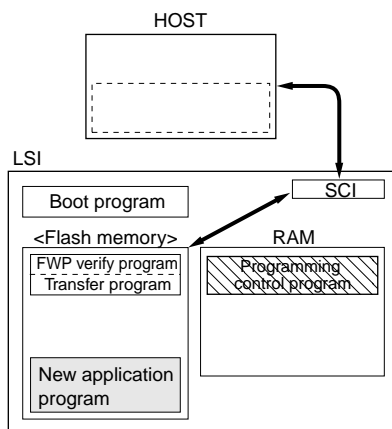 HOST
LSI
SCI
Boot program
<Flash memory>
RAM
FWP verify program
Transfer program
Programming
control program
New application
program